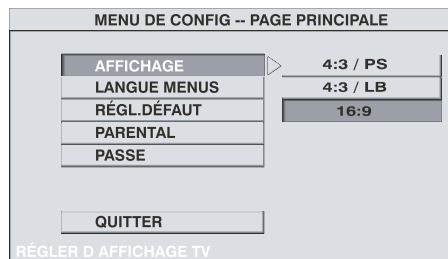 MENU DE CONFIG -- PAGE PRINCIPALE
AFFICHAGE
4:3 / PS
LANGUE MENUS
4:3 / LB
RÉGL.DÉFAUT
16:9
PARENTAL
PASSE
QUITTER
RÉGLER D AFFICHAGE TV